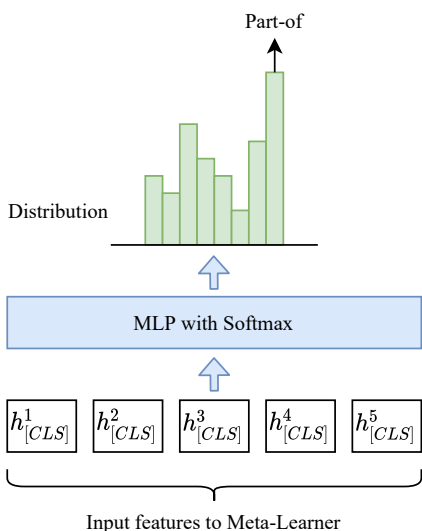 Part-of
Distribution
MLP with Softmax
h^1_{[CLS]} h^2_{[CLS]} h^3_{[CLS]} h^4_{[CLS]} h^5_{[CLS]}
Input features to Meta-Learner